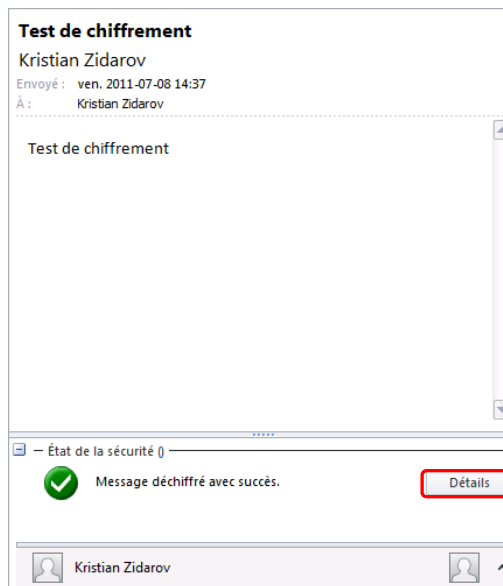 Test de chiffrement
Kristian Zidarov
Envoyé : ven. 2011-07-08 14:37
À : Kristian Zidarov
Test de chiffrement
État de la sécurité ()
Message déchiffré avec succès.
Détails
Kristian Zidarov